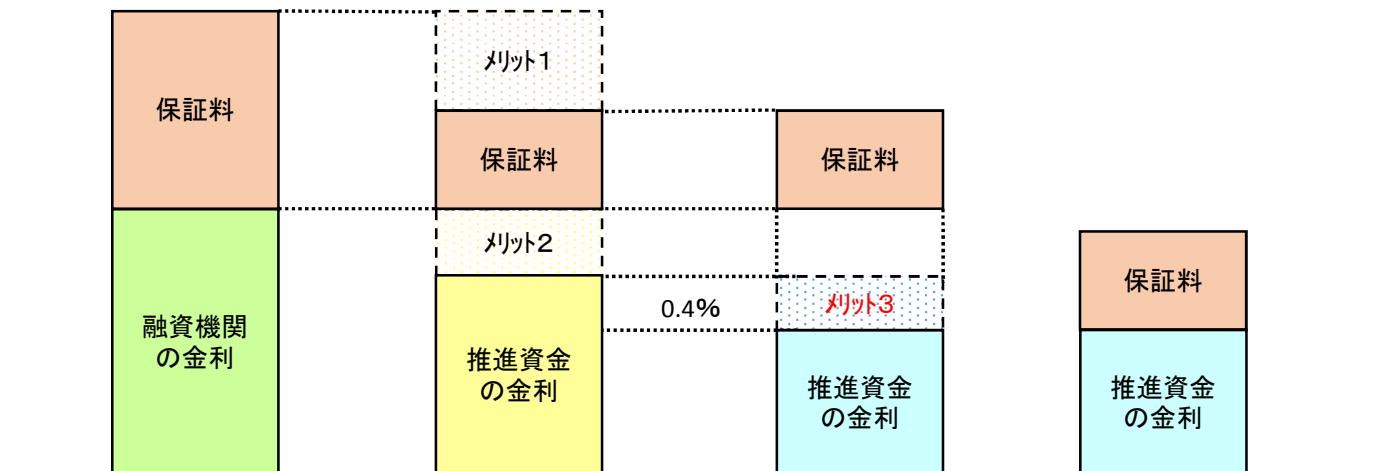 保証料
融資機関
の金利
ﾒﾘｯﾄ１
保証料
ﾒﾘｯﾄ２
推進資金
の金利
0.4%
保証料
ﾒﾘｯﾄ３
推進資金
の金利
保証料
推進資金
の金利